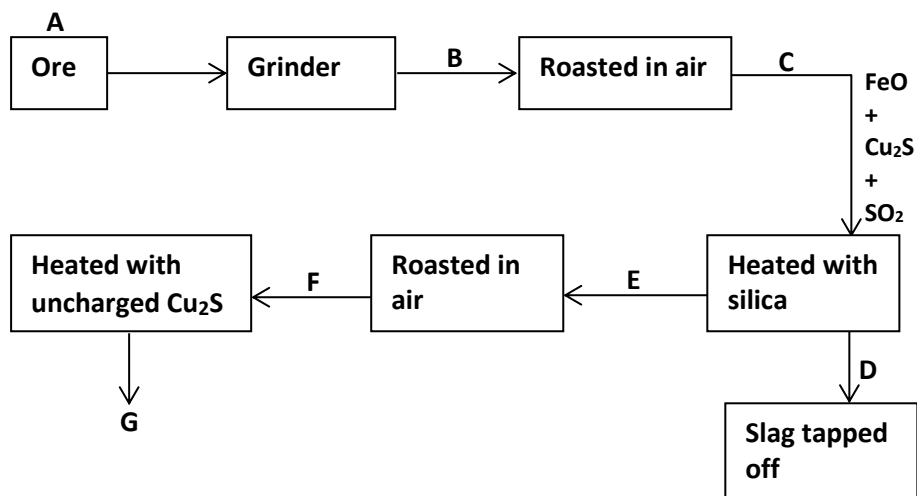 A
Ore
Grinder
B
Roasted in air
C
FeO
+
Cu₂S
+
SO₂
Heated with
silica
E
Roasted in
air
F
Heated with
uncharged Cu₂S
D
G
Slag tapped
off